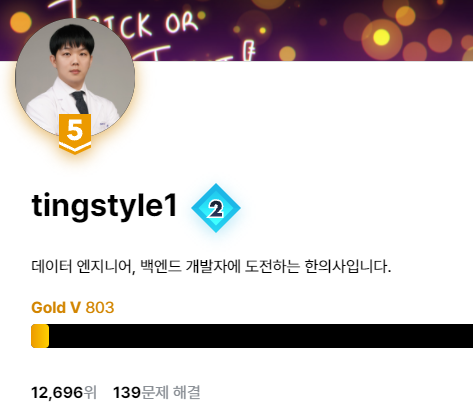 TRICK OR
5
tingstyle1 2
데이터 엔지니어, 백엔드 개발자에 도전하는 한의사입니다.
Gold V 803
12,696위 139문제 해결